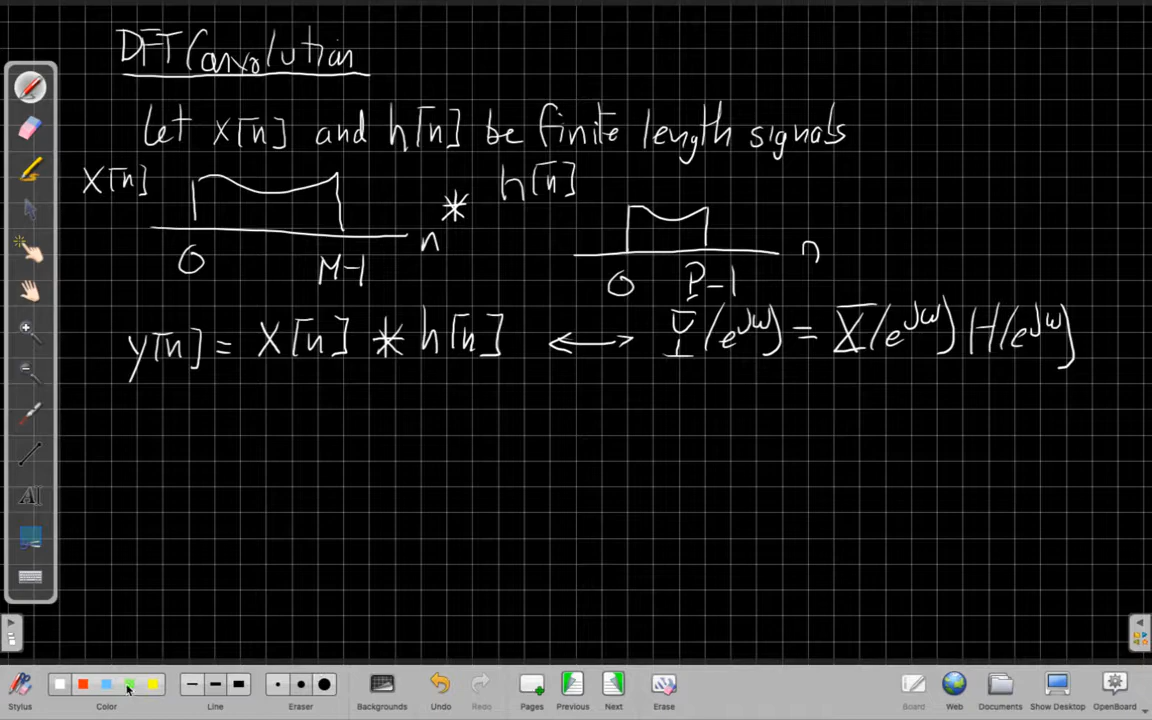 DFT Convolution
let x[n] and h[n] be finite length signals
x[n] * h[n]
n n
0 M-1 0 P-1
y[n] = x[n] * h[n] ⟷ Y(e^jω) = X(e^jω) H(e^jω)
Stylus Color Line Eraser Backgrounds Undo Redo Pages Previous Next Erase Board Web Documents Show Desktop OpenBoard